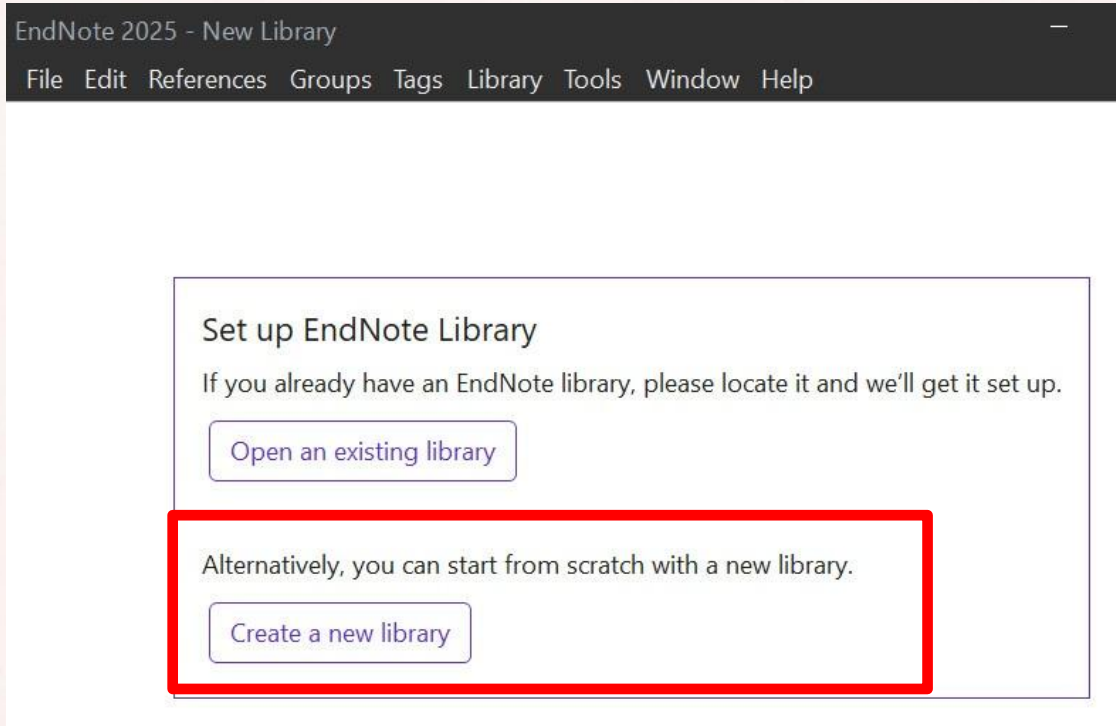 EndNote 2025 - New Library
File Edit References Groups Tags Library Tools Window Help
Set up EndNote Library
If you already have an EndNote library, please locate it and we'll get it set up.
Open an existing library
Alternatively, you can start from scratch with a new library.
Create a new library